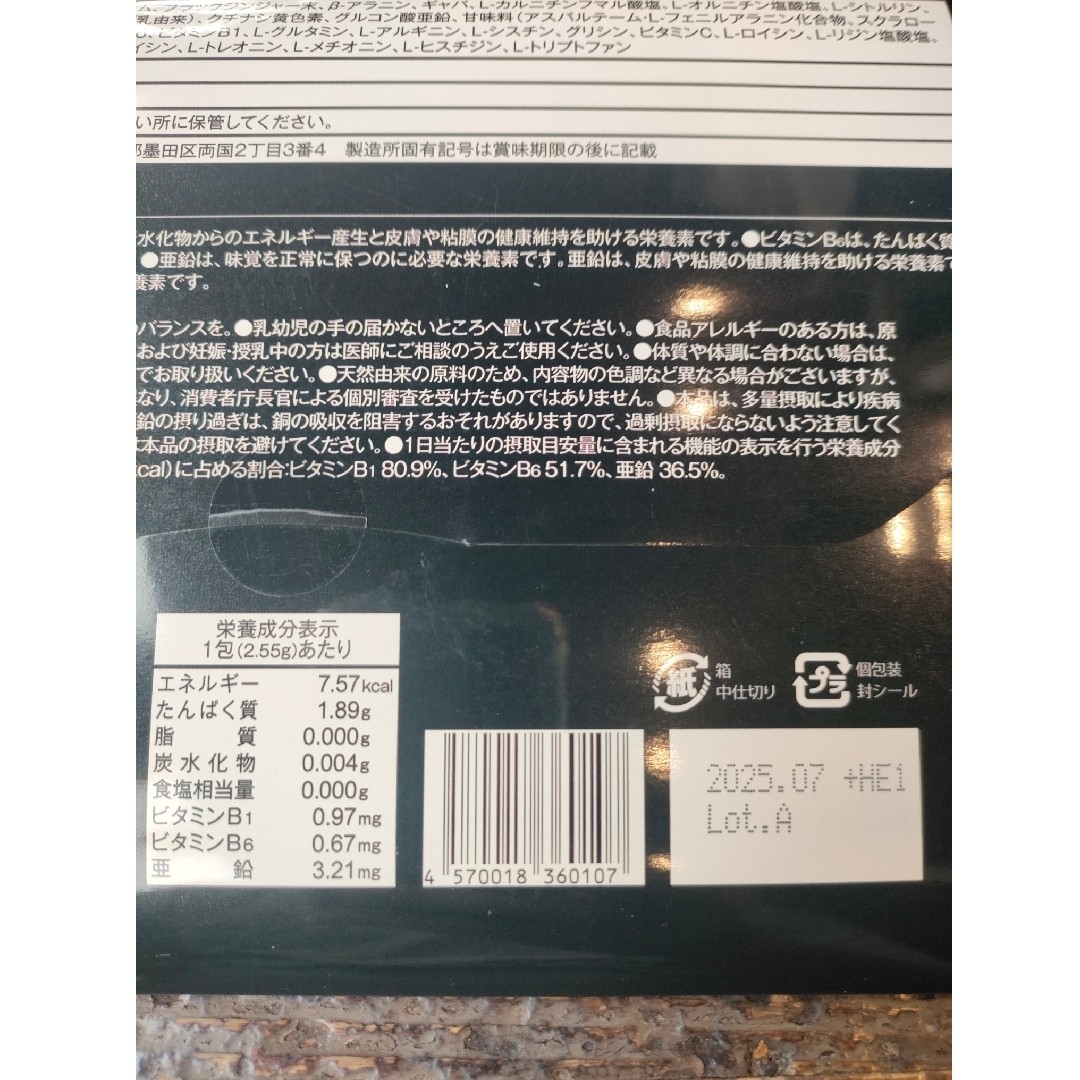 ム、ブラックジンジャー末、β-アラニン、ギャバ、L-カルニチンフマル酸塩、L-オルニチン塩酸塩、L-シトルリン、
乳由来)、クチナシ黄色素、グルコン酸亜鉛、甘味料(アスパルテーム・L-フェニルアラニン化合物、スクラロー
ビタミンB1、L-グルタミン、L-アルギニン、L-シスチン、グリシン、ビタミンC、L-ロイシン、L-リジン塩酸塩、
イシン、L-トレオニン、L-メチオニン、L-ヒスチジン、L-トリプトファン
い所に保管してください。
墨田区両国2丁目3番4 製造所固有記号は賞味期限の後に記載
水化物からのエネルギー産生と皮膚や粘膜の健康維持を助ける栄養素です。●ビタミンB6は、たんぱく質
●亜鉛は、味覚を正常に保つのに必要な栄養素です。亜鉛は、皮膚や粘膜の健康維持を助ける栄養素で
養素です。
バランスを。●乳幼児の手の届かないところへ置いてください。●食品アレルギーのある方は、原
および妊娠・授乳中の方は医師にご相談のうえご使用ください。●体質や体調に合わない場合は、
でお取り扱いください。●天然由来の原料のため、内容物の色調など異なる場合がございますが、
なり、消費者庁長官による個別審査を受けたものではありません。●本品は、多量摂取により疾病
鉛の摂り過ぎは、銅の吸収を阻害するおそれがありますので、過剰摂取にならないよう注意してく
本品の摂取を避けてください。●1日当たりの摂取目安量に含まれる機能の表示を行う栄養成分
kcal)に占める割合:ビタミンB1 80.9%、ビタミンB6 51.7%、亜鉛 36.5%。
栄養成分表示
1包(2.55g)あたり
エネルギー 7.57kcal
たんぱく質 1.89g
脂質 0.000g
炭水化物 0.004g
食塩相当量 0.000g
ビタミンB1 0.97mg
ビタミンB6 0.67mg
亜鉛 3.21mg
4 570018 360107
紙 箱
中仕切り
プラ 個包装
封シール
2025.07 +HE1
Lot.A